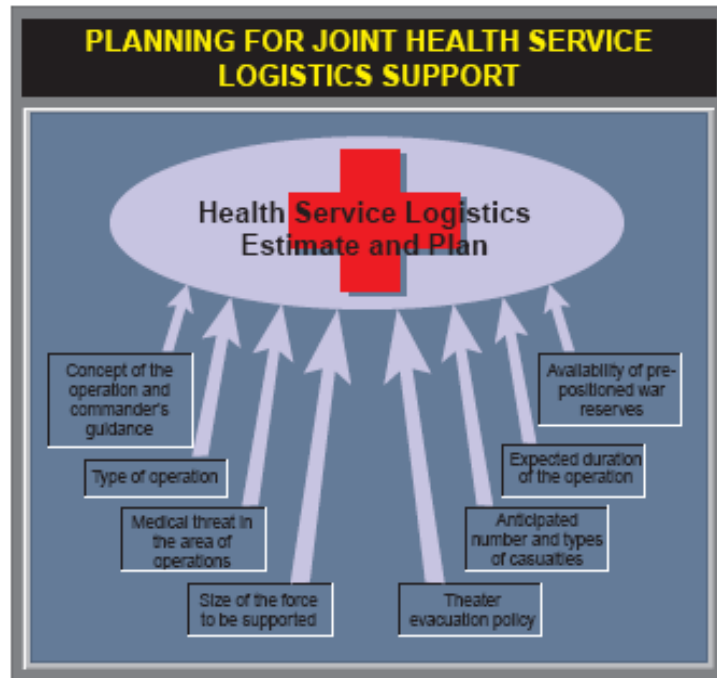 PLANNING FOR JOINT HEALTH SERVICE
LOGISTICS SUPPORT
Health Service Logistics
Estimate and Plan
Concept of the
operation and
commander's
guidance
Type of operation
Medical threat in
the area of
operations
Size of the force
to be supported
Theater
evacuation policy
Anticipated
number and types
of casualties
Expected duration
of the operation
Availability of pre-
positioned war
reserves